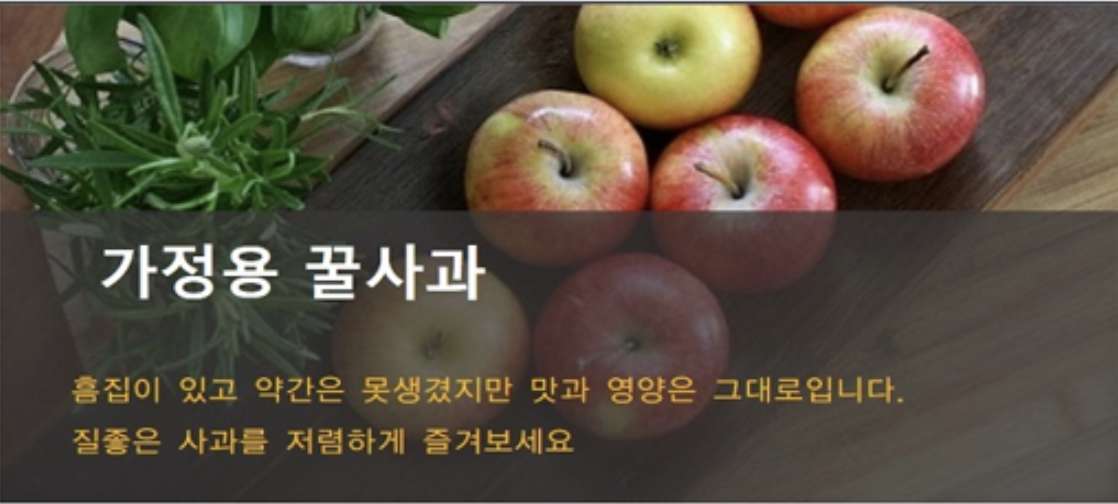 가정용 꿀사과
흠집이 있고 약간은 못생겼지만 맛과 영양은 그대로입니다.
질좋은 사과를 저렴하게 즐겨보세요